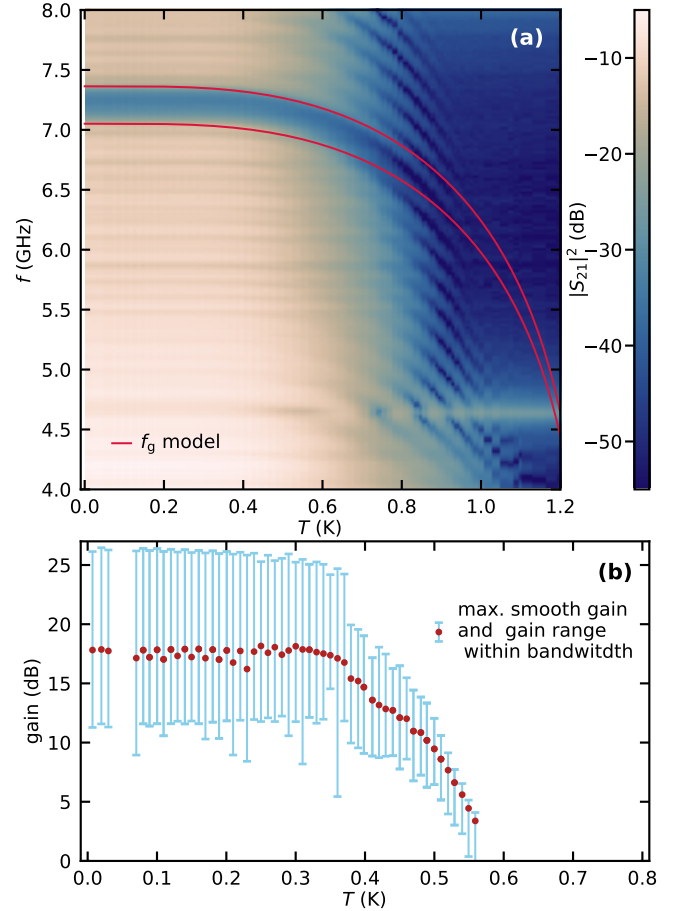 8.0
7.5
7.0
6.5
6.0
5.5
5.0
4.5
4.0
f (GHz)
(a)
f_g model
0.0 0.2 0.4 0.6 0.8 1.0 1.2
T (K)
−10
−20
−30
−40
−50
|S_21|^2 (dB)
25
20
15
10
5
0
gain (dB)
(b)
max. smooth gain
and gain range
within bandwitdth
0.0 0.1 0.2 0.3 0.4 0.5 0.6 0.7 0.8
T (K)